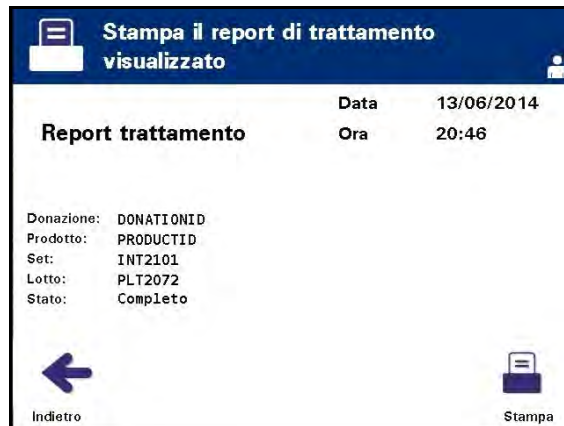 Stampa il report di trattamento
visualizzato
Data 13/06/2014
Report trattamento Ora 20:46
Donazione: DONATIONID
Prodotto: PRODUCTID
Set: INT2101
Lotto: PLT2072
Stato: Completo
Indietro Stampa